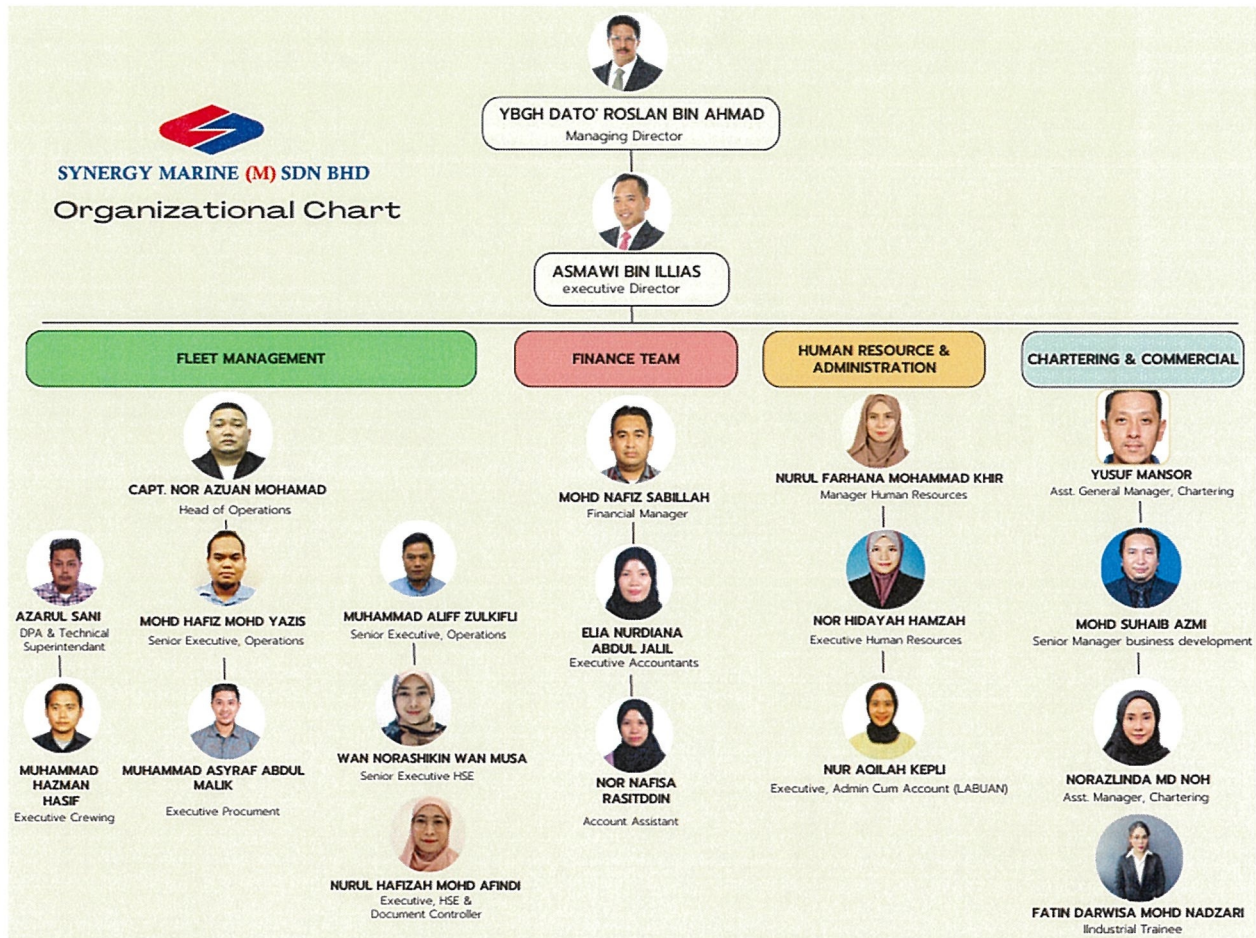 YBGH DATO' ROSLAN BIN AHMAD
Managing Director
SYNERGY MARINE (M) SDN BHD
Organizational Chart
ASMAWI BIN ILLIAS
executive Director
FLEET MANAGEMENT
CAPT. NOR AZUAN MOHAMAD
Head of Operations
AZARUL SANI
DPA & Technical
Superintendant
MUHAMMAD
HAZMAN
HASIF
Executive Crewing
MOHD HAFIZ MOHD YAZIS
Senior Executive, Operations
MUHAMMAD ASYRAF ABDUL
MALIK
Executive Procument
MUHAMMAD ALIFF ZULKIFLI
Senior Executive, Operations
WAN NORASHIKIN WAN MUSA
Senior Executive HSE
NURUL HAFIZAH MOHD AFINDI
Executive, HSE &
Document Controller
FINANCE TEAM
MOHD NAFIZ SABILLAH
Financial Manager
ELIA NURDIANA
ABDUL JALIL
Executive Accountants
NOR NAFISA
RASITDDIN
Account Assistant
HUMAN RESOURCE &
ADMINISTRATION
NURUL FARHANA MOHAMMAD KHIR
Manager Human Resources
NOR HIDAYAH HAMZAH
Executive Human Resources
NUR AQILAH KEPLI
Executive, Admin Cum Account (LABUAN)
CHARTERING & COMMERCIAL
YUSUF MANSOR
Asst. General Manager, Chartering
MOHD SUHAIB AZMI
Senior Manager business development
NORAZLINDA MD NOH
Asst. Manager, Chartering
FATIN DARWISA MOHD NADZARI
IIndustrial Trainee